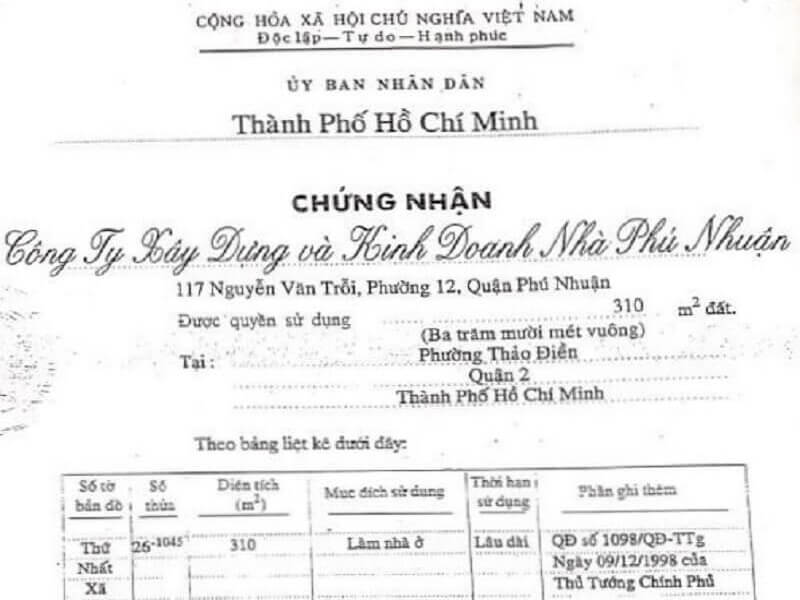 CỘNG HÒA XÃ HỘI CHỦ NGHĨA VIỆT NAM
Độc lập—Tự do—Hạnh phúc
ỦY BAN NHÂN DÂN
Thành Phố Hồ Chí Minh
CHỨNG NHẬN
Công Ty Xây Dựng và Kinh Doanh Nhà Phú Nhuận
117 Nguyễn Văn Trỗi, Phường 12, Quận Phú Nhuận
Được quyền sử dụng 310 m² đất.
(Ba trăm mười mét vuông)
Tại: Phường Thảo Điền
Quận 2
Thành Phố Hồ Chí Minh
Theo bảng liệt kê dưới đây:
Số tờ bản đồ Số thửa Diện tích (m²) Mục đích sử dụng Thời hạn sử dụng Phần ghi thêm
Thứ 26-1045 310 Làm nhà ở Lâu dài QĐ số 1098/QĐ-TTg
Nhất Ngày 09/12/1998 của
Xã Thủ Tướng Chính Phủ